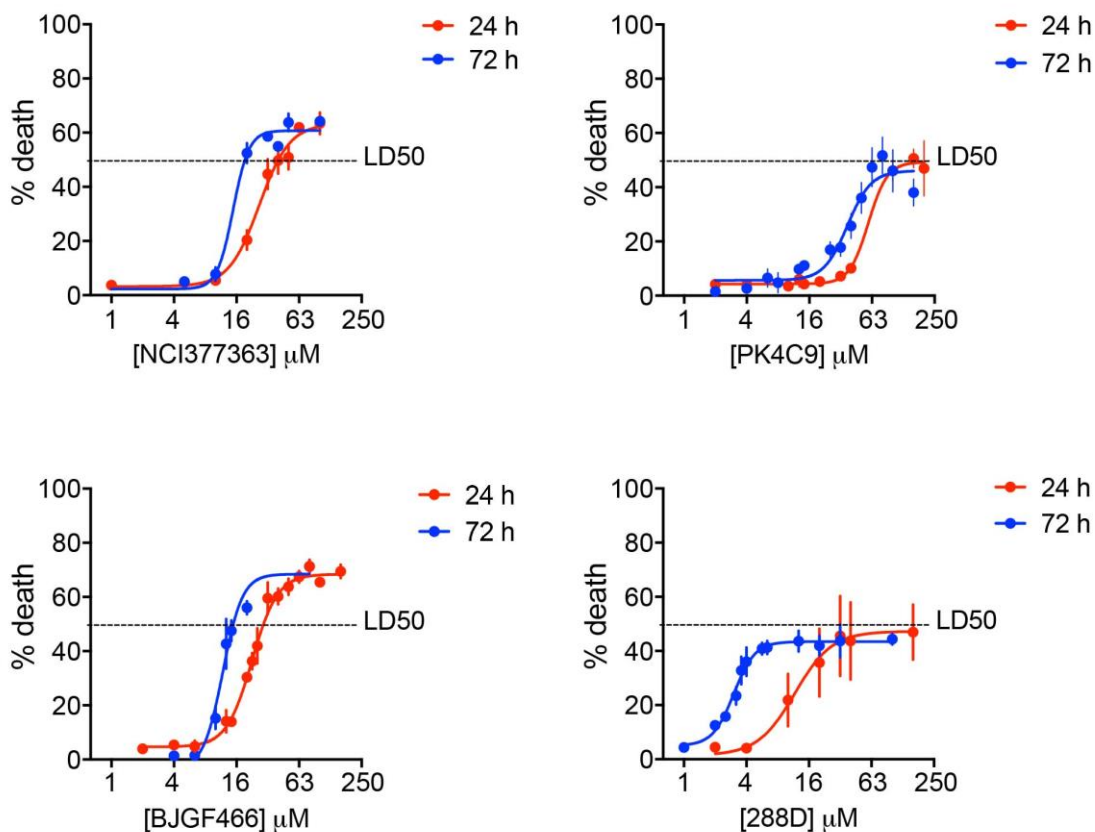 100
80
60
40
20
0
% death
24 h
72 h
LD50
1 4 16 63 250
[NCI377363] μM
100
80
60
40
20
0
% death
24 h
72 h
LD50
1 4 16 63 250
[PK4C9] μM
100
80
60
40
20
0
% death
24 h
72 h
LD50
1 4 16 63 250
[BJGF466] μM
100
80
60
40
20
0
% death
24 h
72 h
LD50
1 4 16 63 250
[288D] μM